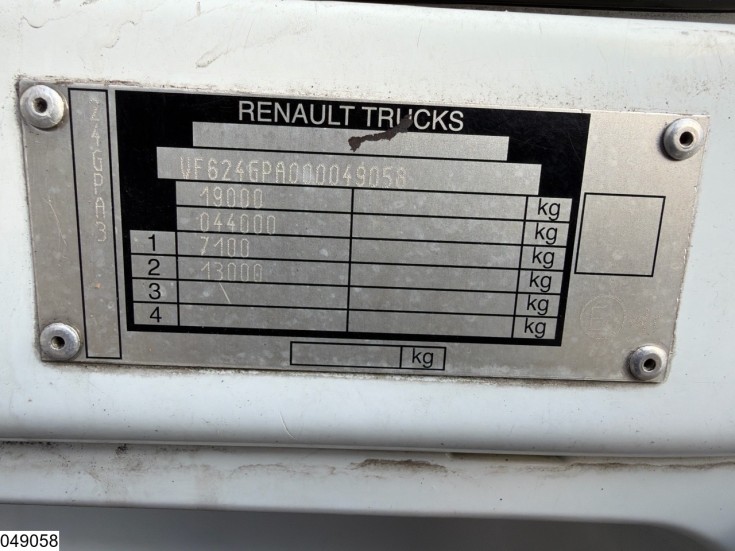 RENAULT TRUCKS
VF624GPA000049058
19000 kg
044000 kg
1 7100 kg
2 13000 kg
3 kg
4 kg
kg
24GPA3
049058